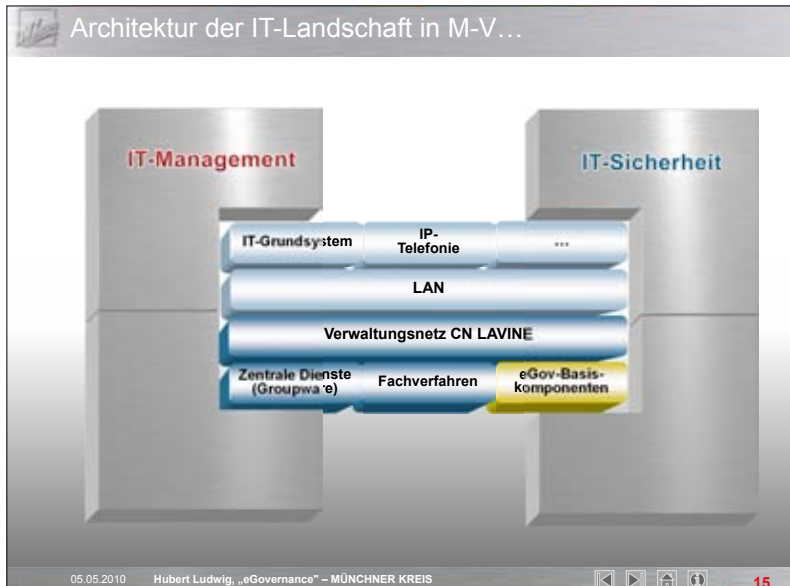 Architektur der IT-Landschaft in M-V…
IT-Management
IT-Sicherheit
IT-Grundsystem
IP-
Telefonie
...
LAN
Verwaltungsnetz CN LAVINE
Zentrale Dienste
(Groupware)
Fachverfahren
eGov-Basis-
komponenten
05.05.2010 Hubert Ludwig, „eGovernance" – MÜNCHNER KREIS
15